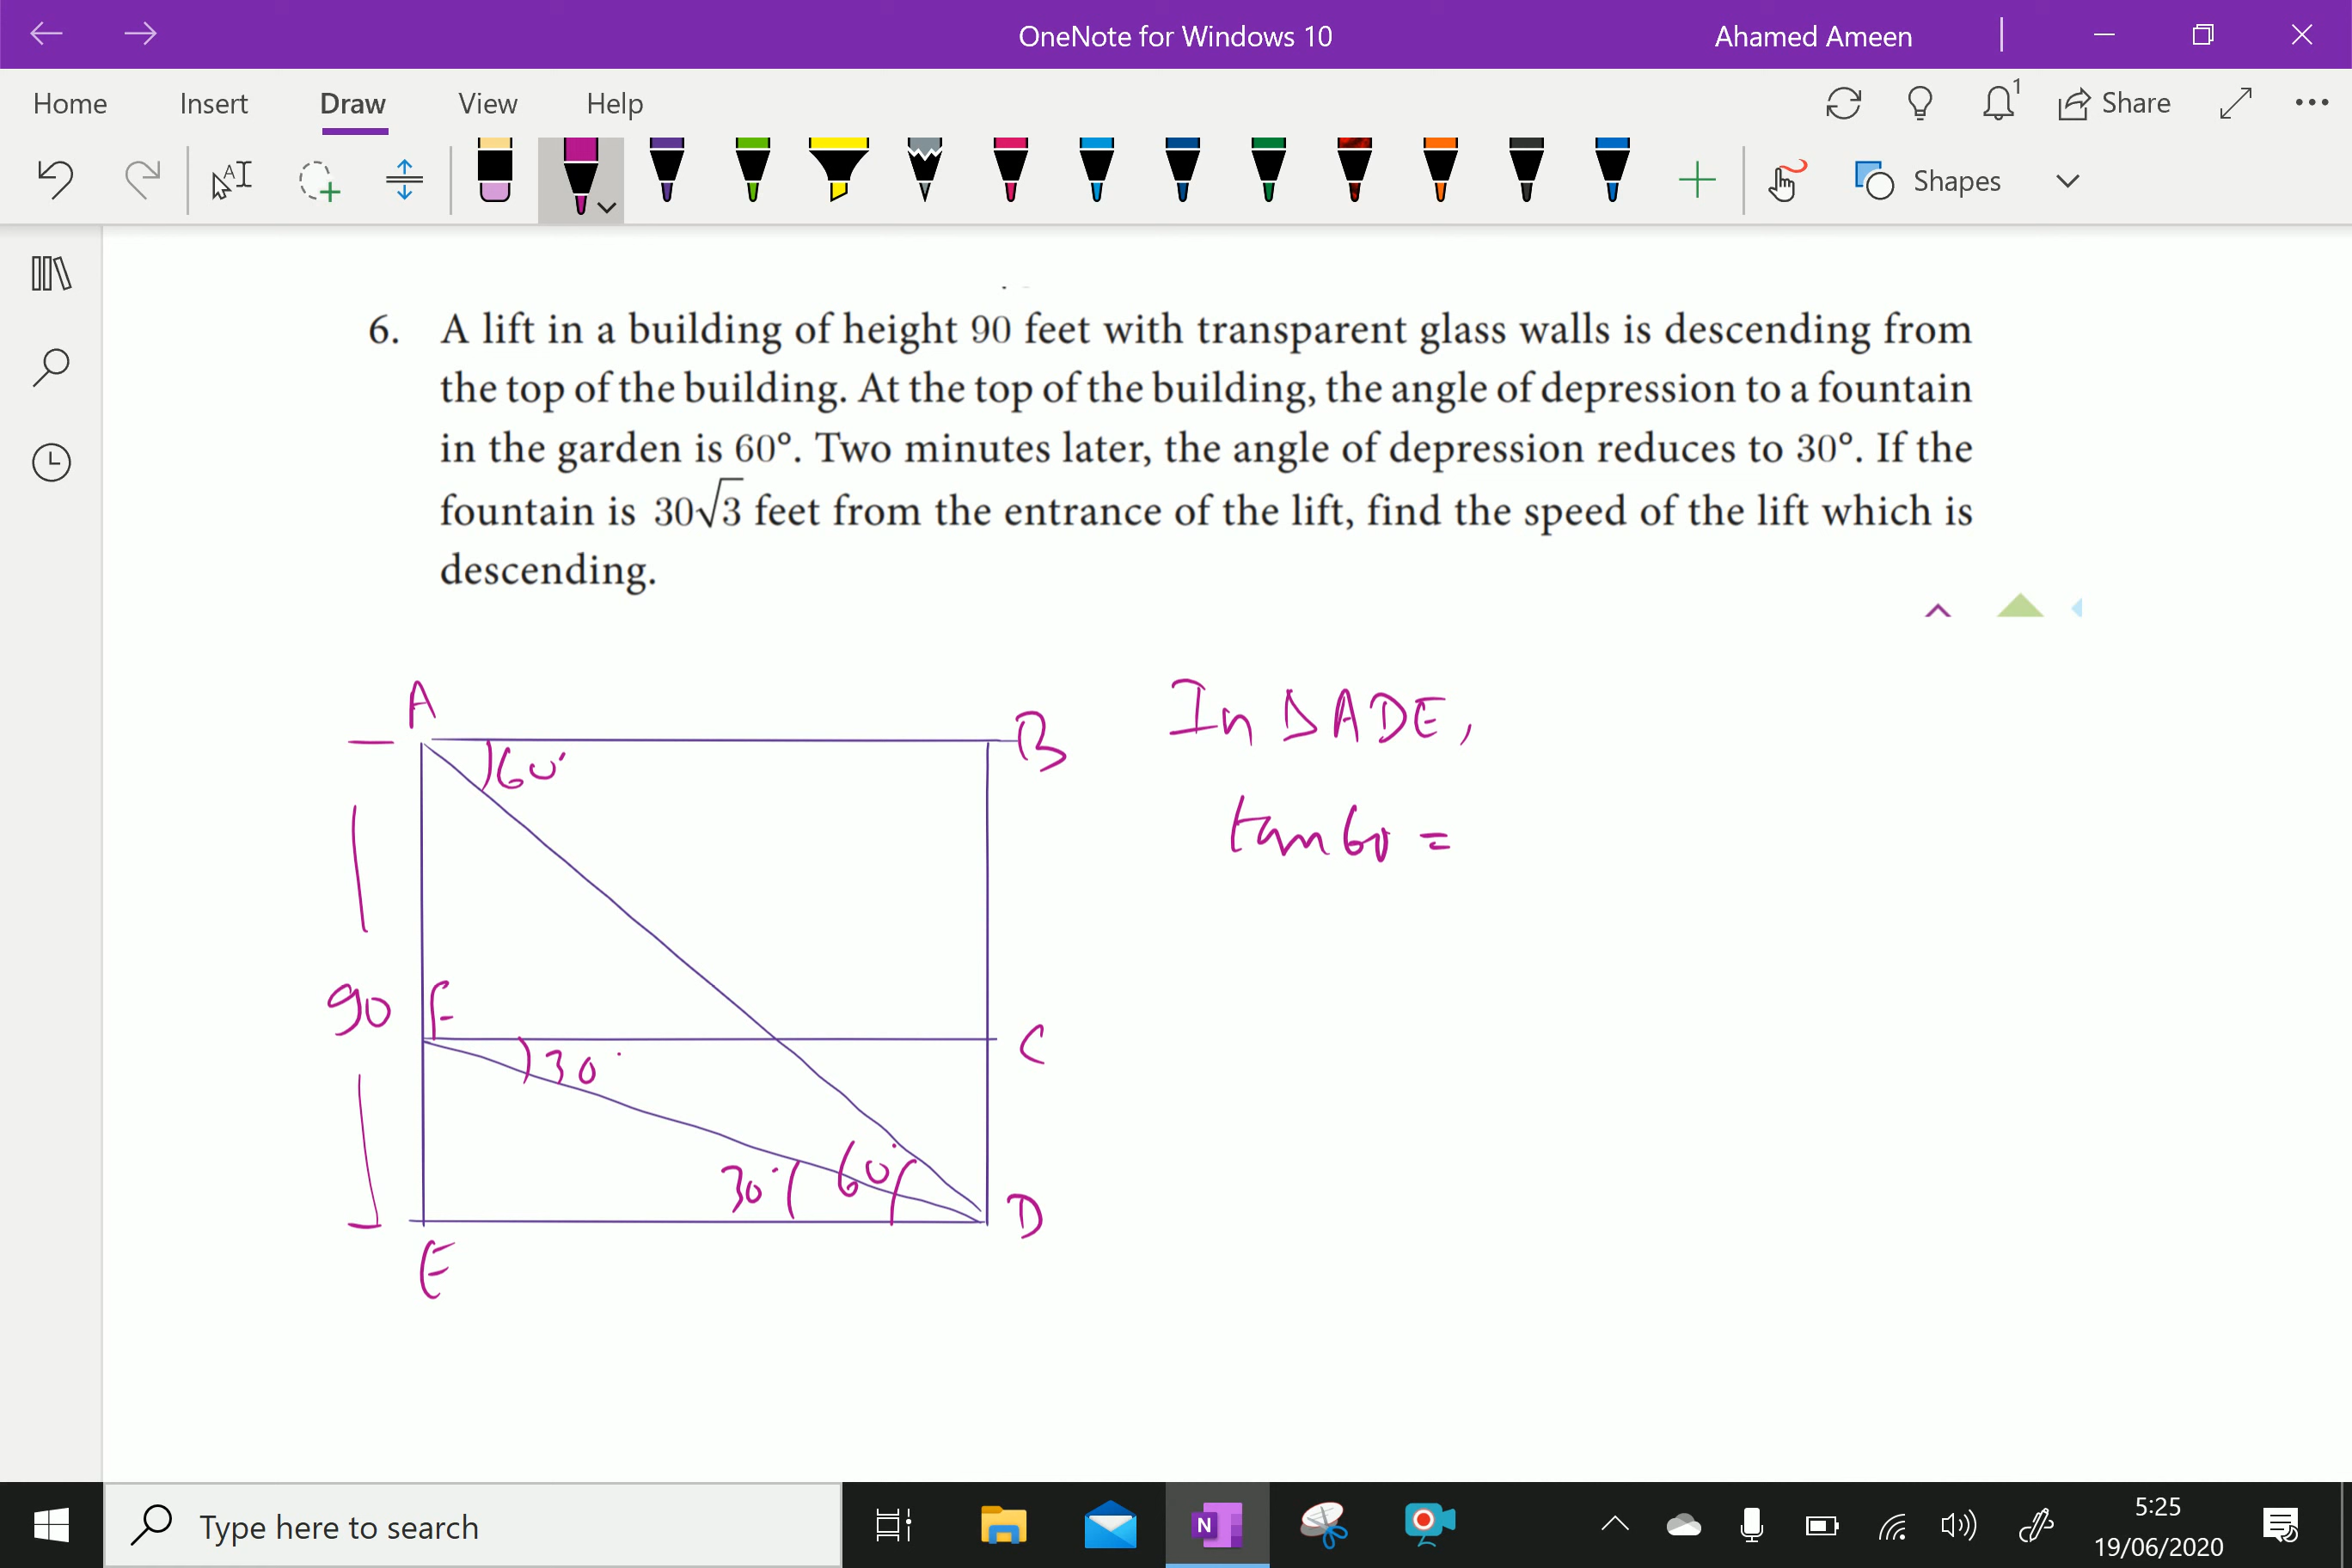 OneNote for Windows 10
Ahamed Ameen
Home Insert Draw View Help
1
Share
Shapes
6. A lift in a building of height 90 feet with transparent glass walls is descending from
the top of the building. At the top of the building, the angle of depression to a fountain
in the garden is 60°. Two minutes later, the angle of depression reduces to 30°. If the
fountain is 30√3 feet from the entrance of the lift, find the speed of the lift which is
descending.
A
B
60°
In ΔADE,
tan60 =
90
F
C
30°
30°
60°
D
E
Type here to search
N
5:25
19/06/2020